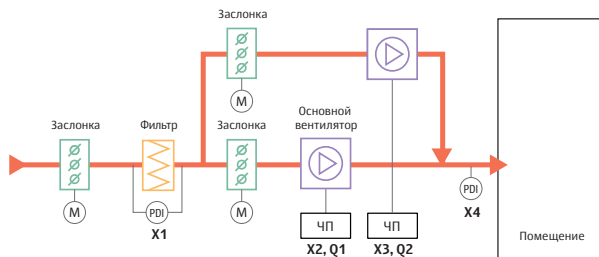 Заслонка
M
Заслонка
Фильтр
Заслонка
Основной
вентилятор
M
PDI
M
PDI
X1
ЧП
ЧП
X4
X2, Q1
X3, Q2
Помещение